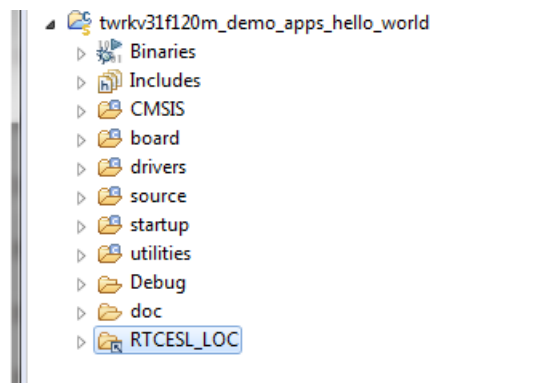 twrkv31f120m_demo_apps_hello_world
Binaries
Includes
CMSIS
board
drivers
source
startup
utilities
Debug
doc
RTCESL_LOC